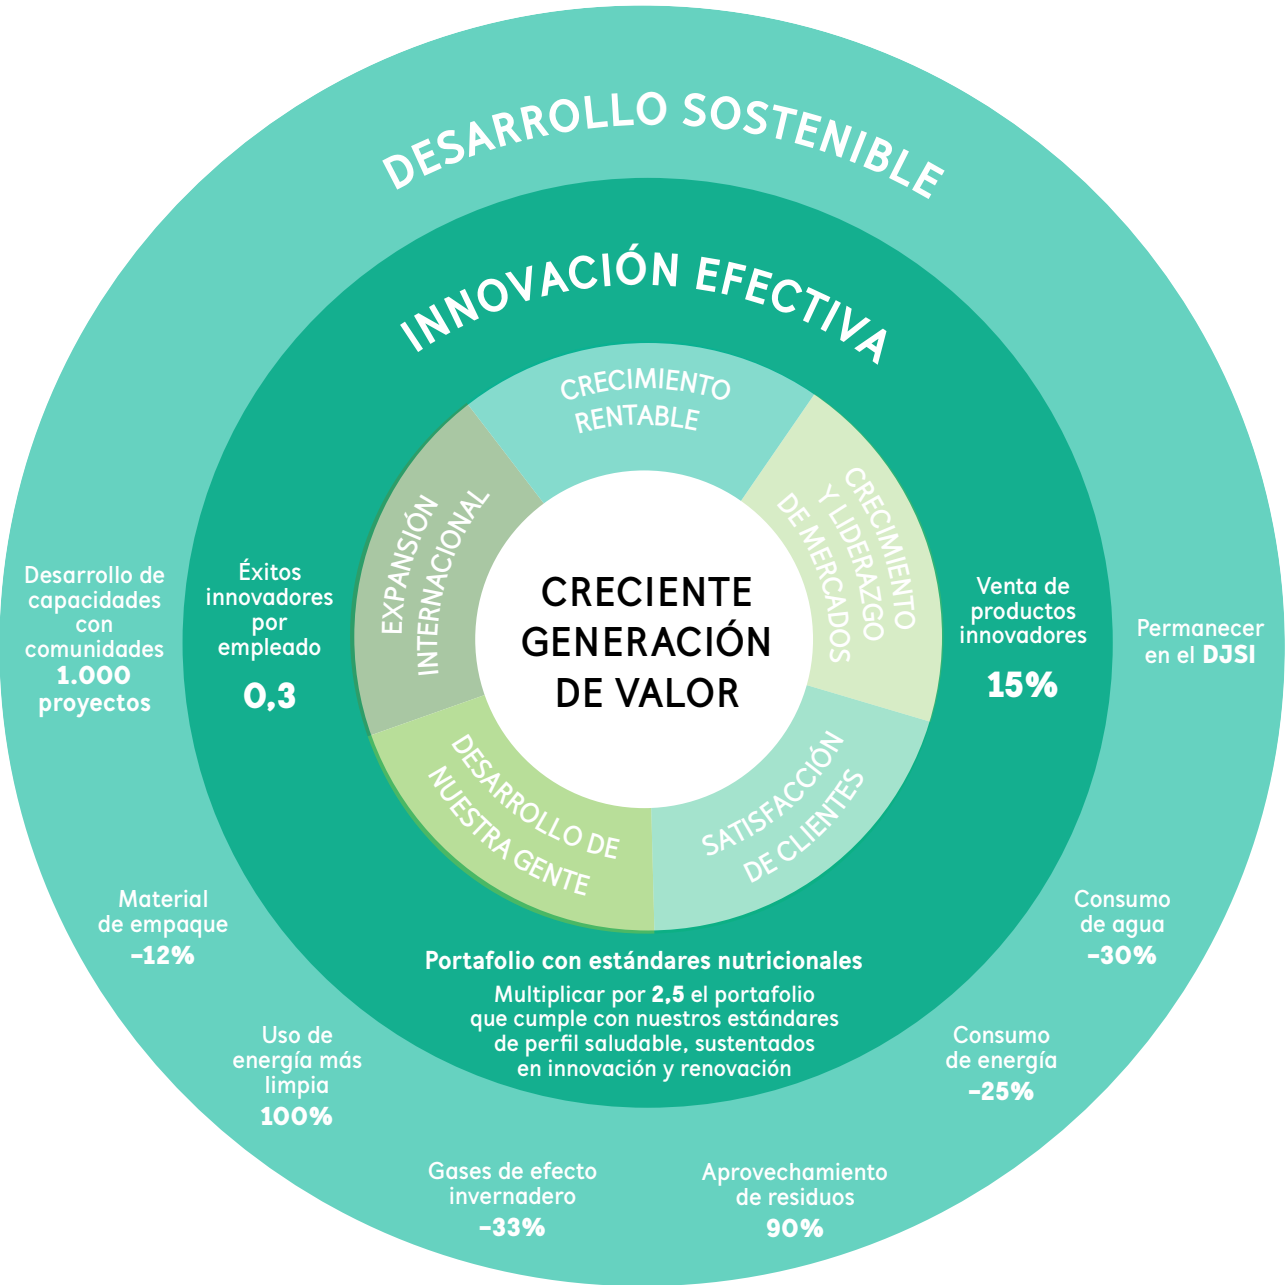 DESARROLLO SOSTENIBLE
INNOVACIÓN EFECTIVA
CRECIMIENTO
RENTABLE
CRECIMIENTO
Y LIDERAZGO
DE MERCADOS
SATISFACCIÓN
DE CLIENTES
DESARROLLO DE
NUESTRA GENTE
EXPANSIÓN
INTERNACIONAL
CRECIENTE
GENERACIÓN
DE VALOR
Desarrollo de
capacidades
con
comunidades
1.000
proyectos
Éxitos
innovadores
por
empleado
0,3
Venta de
productos
innovadores
15%
Permanecer
en el DJSI
Material
de empaque
-12%
Portafolio con estándares nutricionales
Multiplicar por 2,5 el portafolio
que cumple con nuestros estándares
de perfil saludable, sustentados
en innovación y renovación
Consumo
de agua
-30%
Uso de
energía más
limpia
100%
Consumo
de energía
-25%
Gases de efecto
invernadero
-33%
Aprovechamiento
de residuos
90%